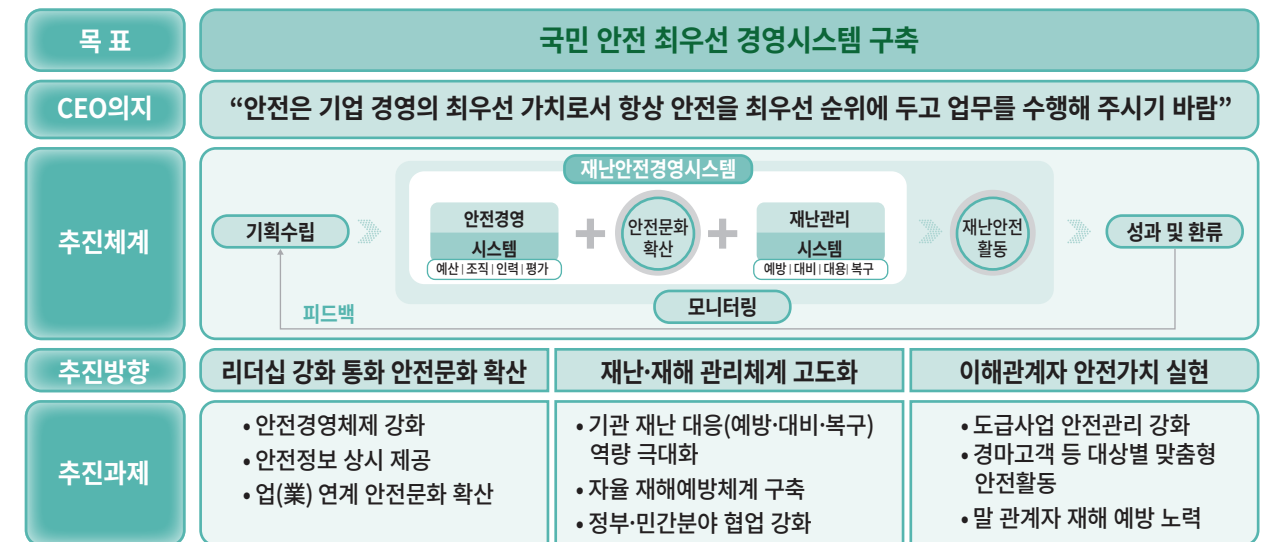 목 표
국민 안전 최우선 경영시스템 구축
CEO의지
“안전은 기업 경영의 최우선 가치로서 항상 안전을 최우선 순위에 두고 업무를 수행해 주시기 바람”
추진체계
재난안전경영시스템
기획수립
안전경영
시스템
예산 | 조직 | 인력 | 평가
안전문화
확산
재난관리
시스템
예방 | 대비 | 대응 | 복구
재난안전
활동
성과 및 환류
모니터링
피드백
추진방향
리더십 강화 통화 안전문화 확산
재난·재해 관리체계 고도화
이해관계자 안전가치 실현
추진과제
• 안전경영체제 강화
• 안전정보 상시 제공
• 업(業) 연계 안전문화 확산
• 기관 재난 대응(예방·대비·복구)
역량 극대화
• 자율 재해예방체계 구축
• 정부·민간분야 협업 강화
• 도급사업 안전관리 강화
• 경마고객 등 대상별 맞춤형
안전활동
• 말 관계자 재해 예방 노력